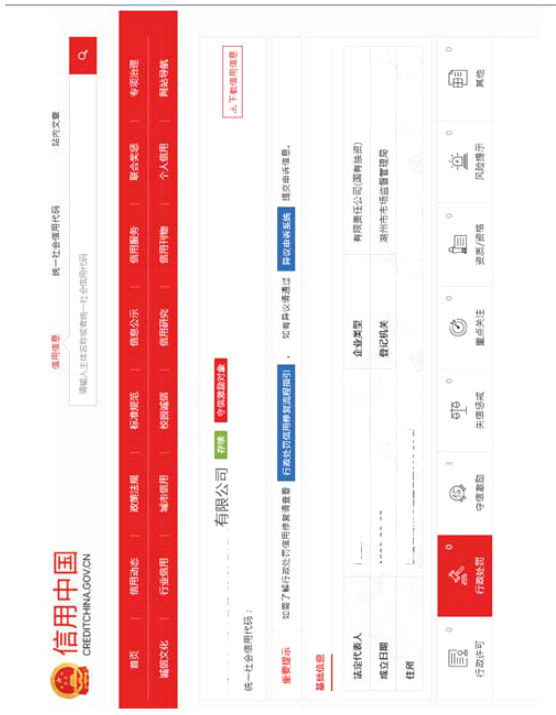 信用中国
CREDITCHINA.GOV.CN
信用信息 统一社会信用代码 站内文章
请输入主体名称或者统一社会信用代码
首页 信用动态 政策法规 标准规范 信息公示 信用服务 联合奖惩 专项治理
诚信文化 行业信用 城市信用 校园诚信 信用研究 信用刊物 个人信用 网站导航
有限公司 存续 守信激励对象
统一社会信用代码:
下载信用信息
重要提示 如需了解行政处罚信用修复请查看 行政处罚信用修复流程指引 。 如有异议请通过 异议申诉系统 提交申诉信息。
基础信息
法定代表人 企业类型 有限责任公司(国有独资)
成立日期 登记机关 湖州市市场监督管理局
住所
行政许可 0
行政处罚 0
守信激励 3
失信惩戒 0
重点关注 0
资质/资格 0
风险提示 0
其他 0